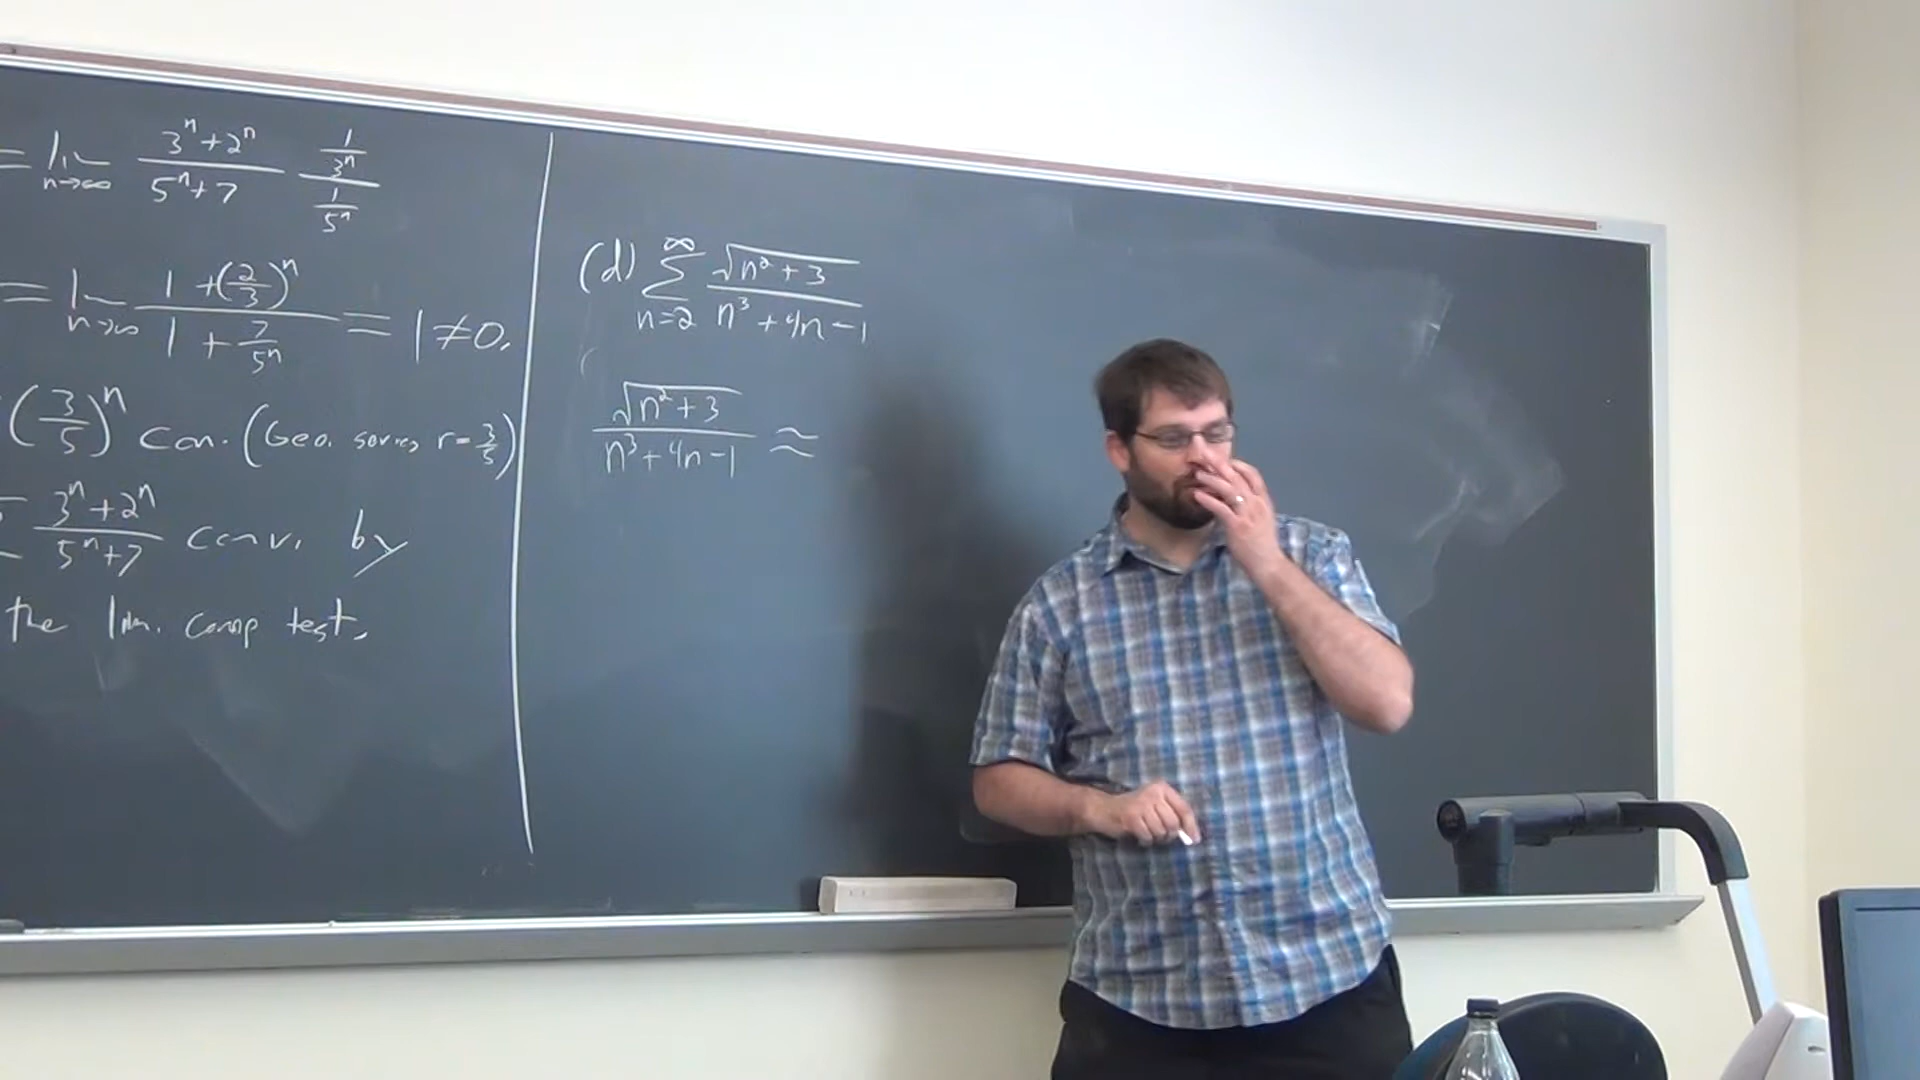 = lim n→∞ (3^n + 2^n)/(5^n + 7) (1/3^n)/(1/5^n)
= lim n→∞ (1 + (2/3)^n)/(1 + 7/5^n) = 1 ≠ 0.
(3/5)^n Con. (Geo. series, r = 3/5)
(3^n + 2^n)/(5^n + 7) conv. by
the lim. comp test.
(d) ∑_{n=2}^{∞} √(n² + 3)/(n³ + 4n - 1)
√(n² + 3)/(n³ + 4n - 1) ≈